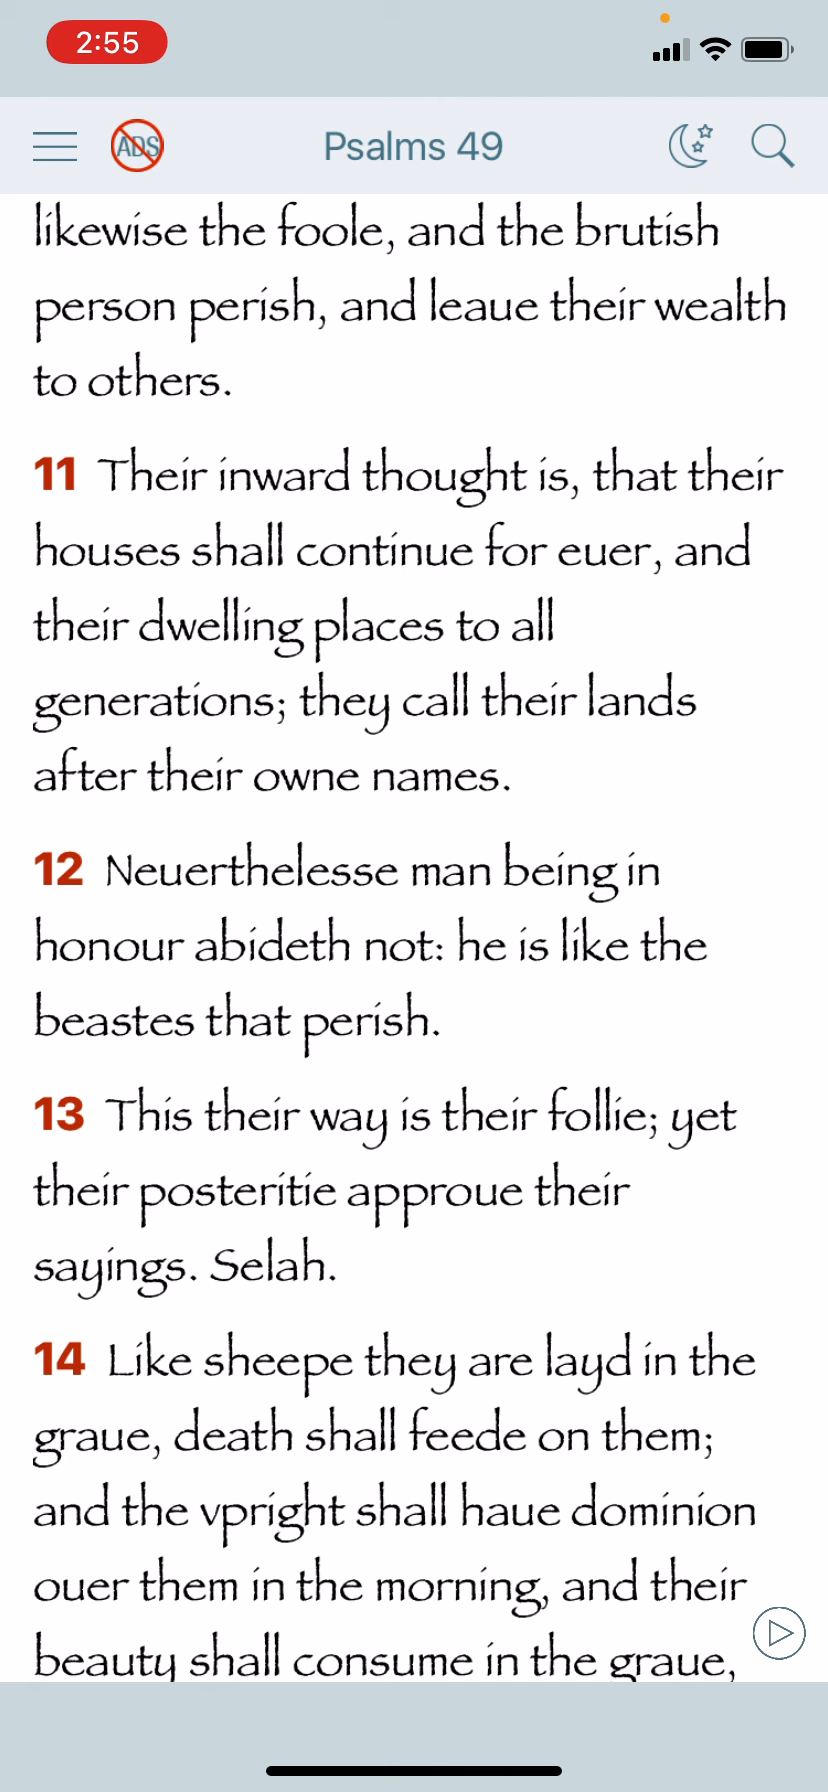 2:55
ADS
Psalms 49
likewise the foole, and the brutish
person perish, and leaue their wealth
to others.
11 Their inward thought is, that their
houses shall continue for euer, and
their dwelling places to all
generations; they call their lands
after their owne names.
12 Neuerthelesse man being in
honour abideth not: he is like the
beastes that perish.
13 This their way is their follie; yet
their posteritie approue their
sayings. Selah.
14 Like sheepe they are layd in the
graue, death shall feede on them;
and the vpright shall haue dominion
ouer them in the morning, and their
beauty shall consume in the graue,